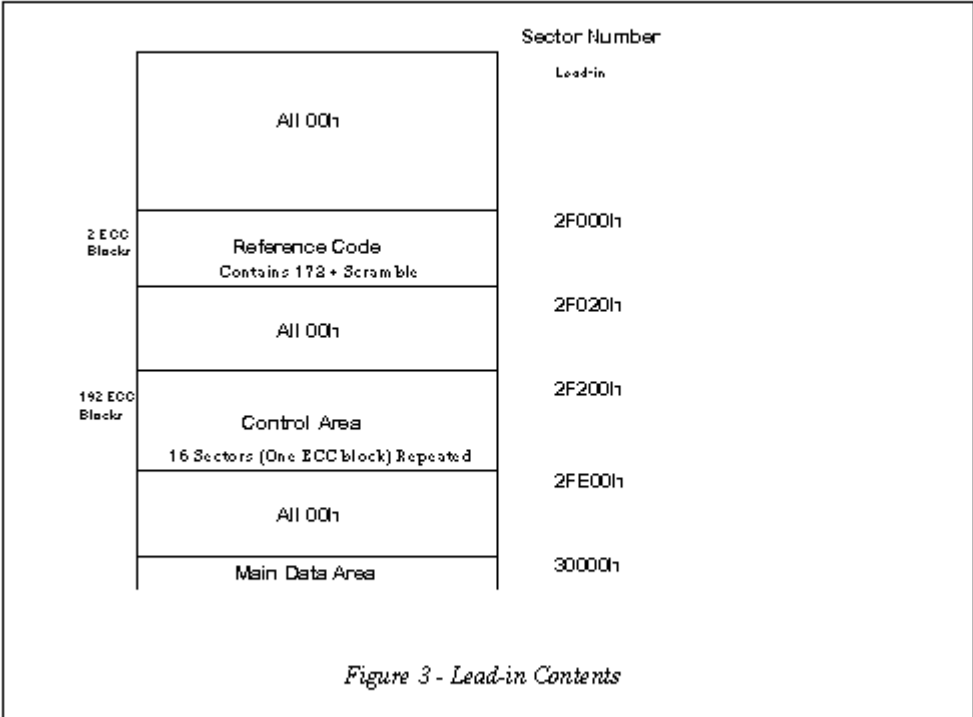 Sector Number
Lead-in
All 00h
2F000h
2 ECC
Blocks
Reference Code
Contains 172 + Scramble
2F020h
All 00h
2F200h
192 ECC
Blocks
Control Area
16 Sectors (One ECC block) Repeated
2FE00h
All 00h
30000h
Main Data Area
Figure 3 - Lead-in Contents